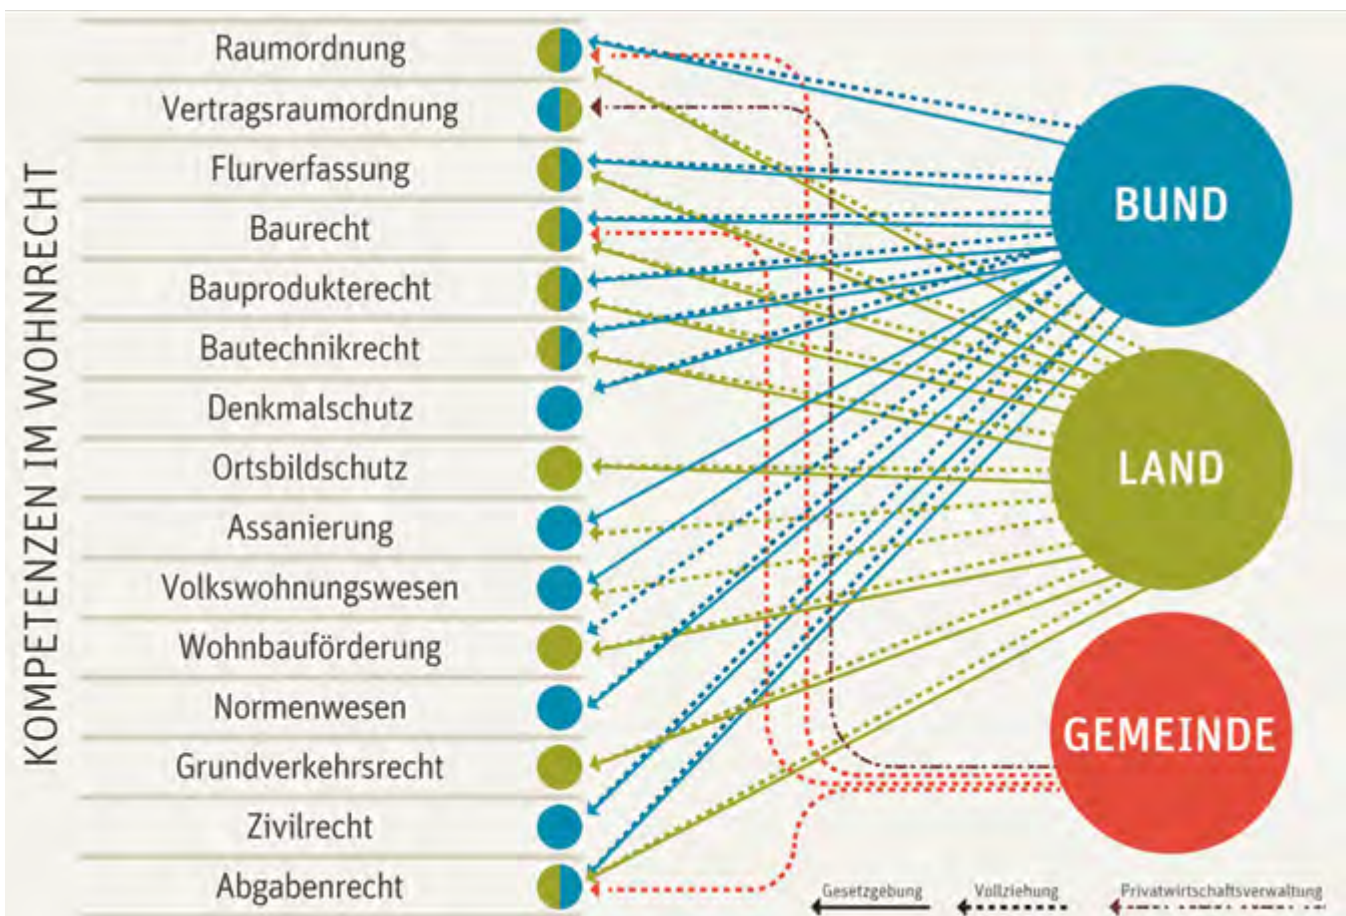 KOMPETENZEN IM WOHNRECHT
Raumordnung
Vertragsraumordnung
Flurverfassung
Baurecht
Bauprodukterecht
Bautechnikrecht
Denkmalschutz
Ortsbildschutz
Assanierung
Volkswohnungswesen
Wohnbauförderung
Normenwesen
Grundverkehrsrecht
Zivilrecht
Abgabenrecht
BUND
LAND
GEMEINDE
Gesetzgebung
Vollziehung
Privatwirtschaftsverwaltung